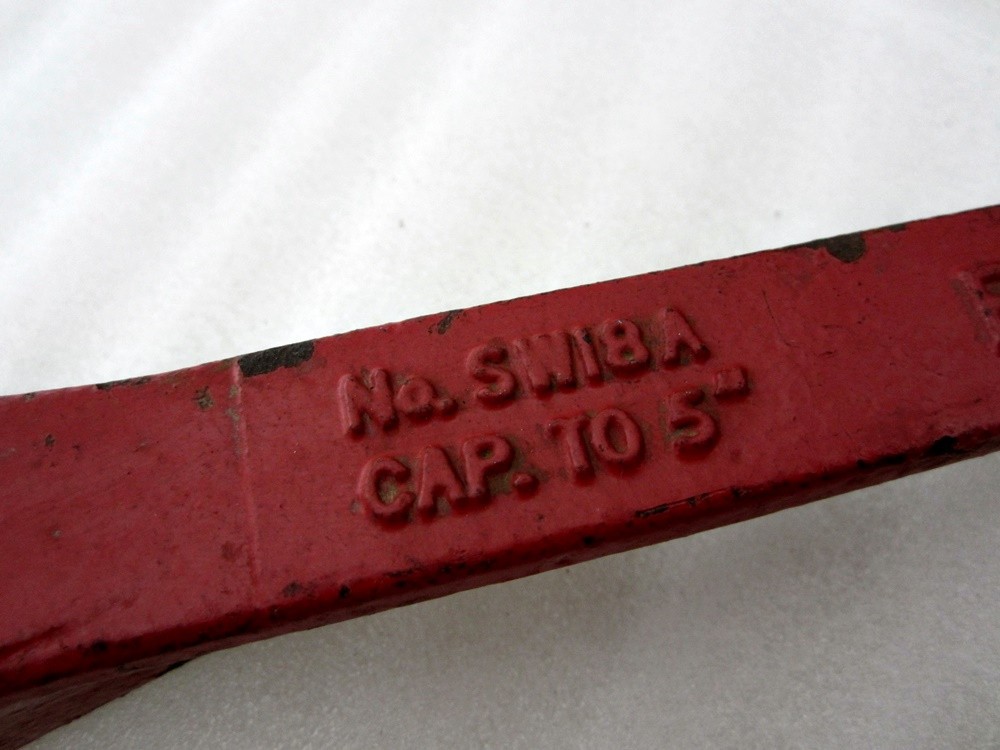 No. SW18A
CAP. TO 5"